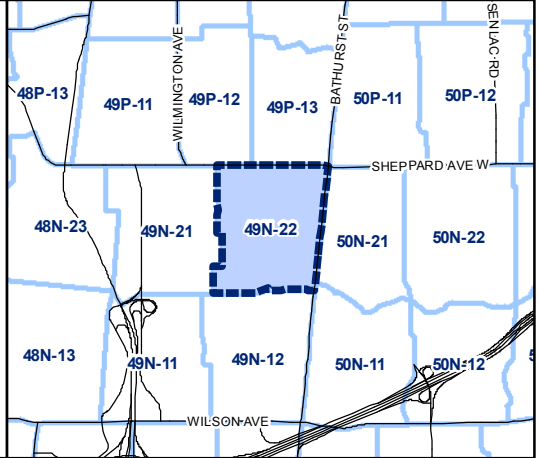 WILMINGTON AVE
BATHURST ST
SENLAC RD
48P-13
49P-11
49P-12
49P-13
50P-11
50P-12
SHEPPARD AVE W
48N-23
49N-21
49N-22
50N-21
50N-22
48N-13
49N-11
49N-12
50N-11
50N-12
5
WILSON AVE